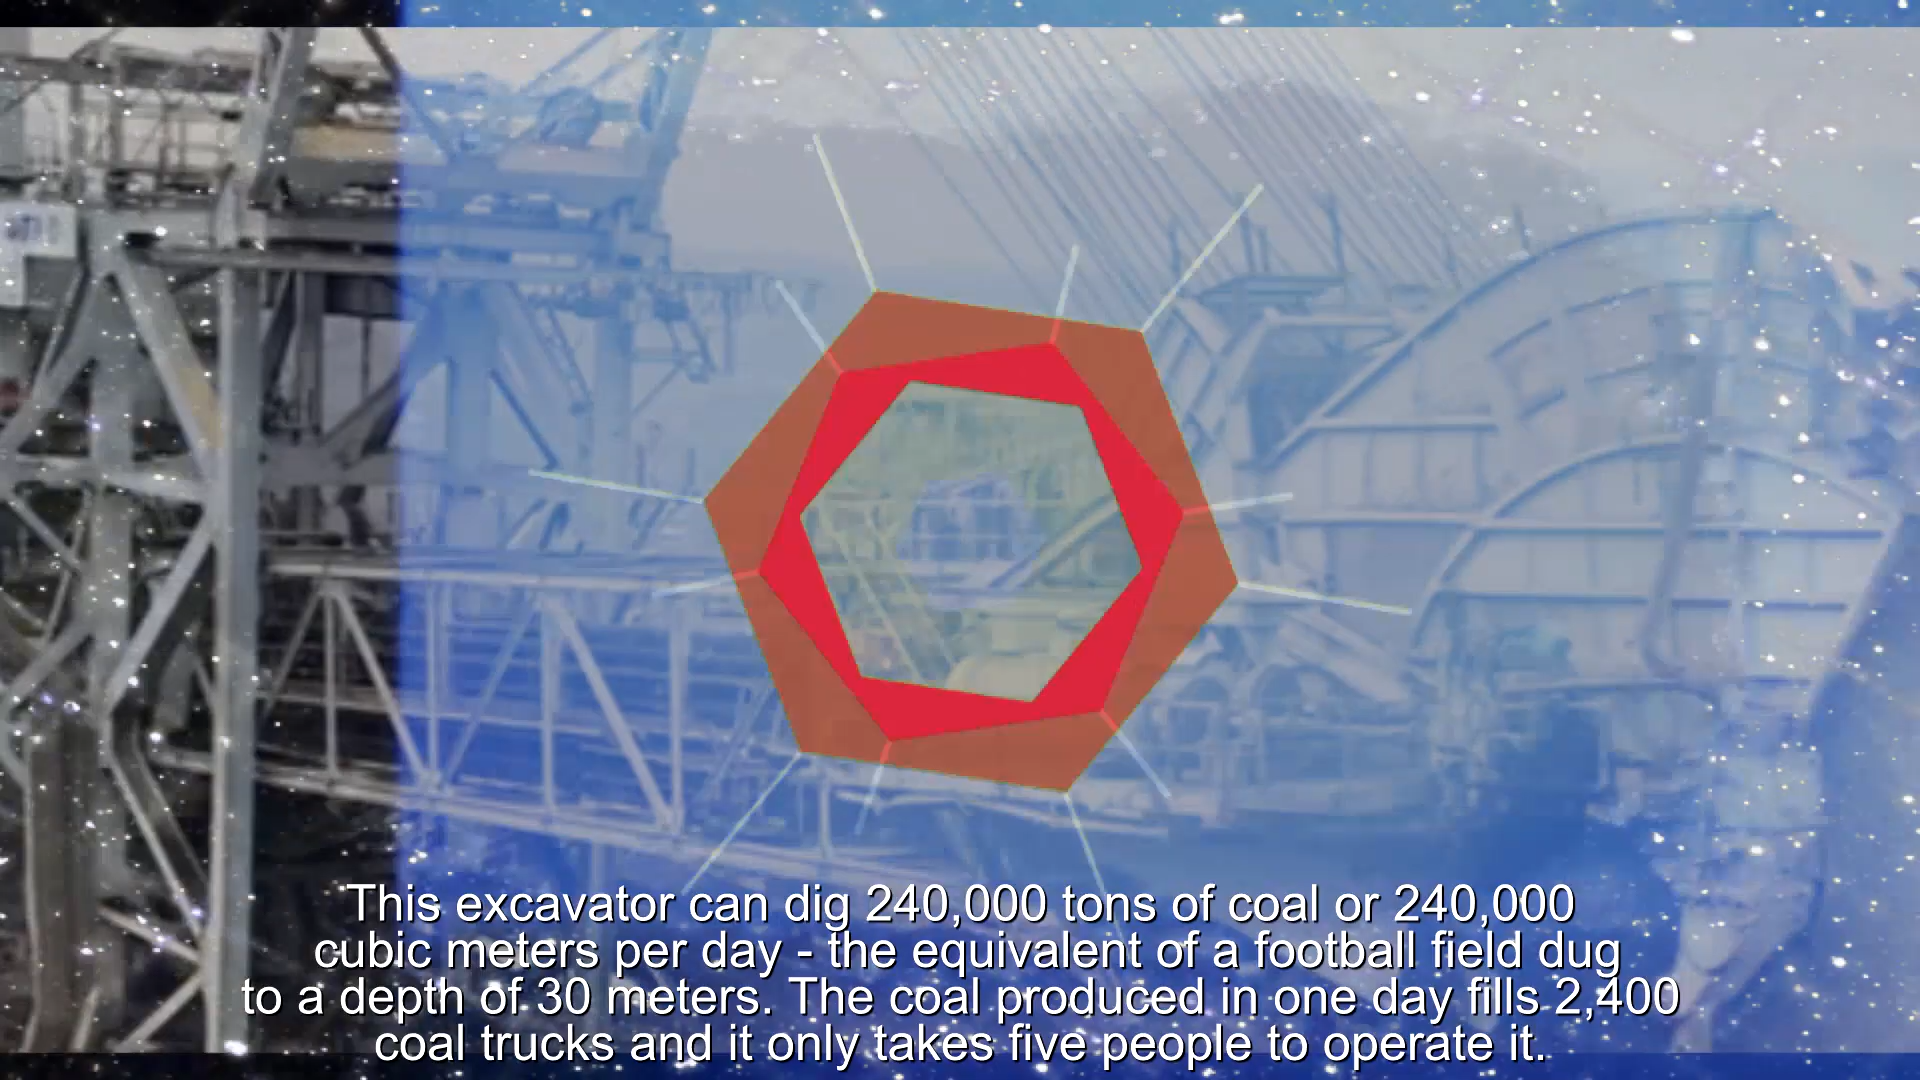 This excavator can dig 240,000 tons of coal or 240,000
cubic meters per day - the equivalent of a football field dug
to a depth of 30 meters. The coal produced in one day fills 2,400
coal trucks and it only takes five people to operate it.